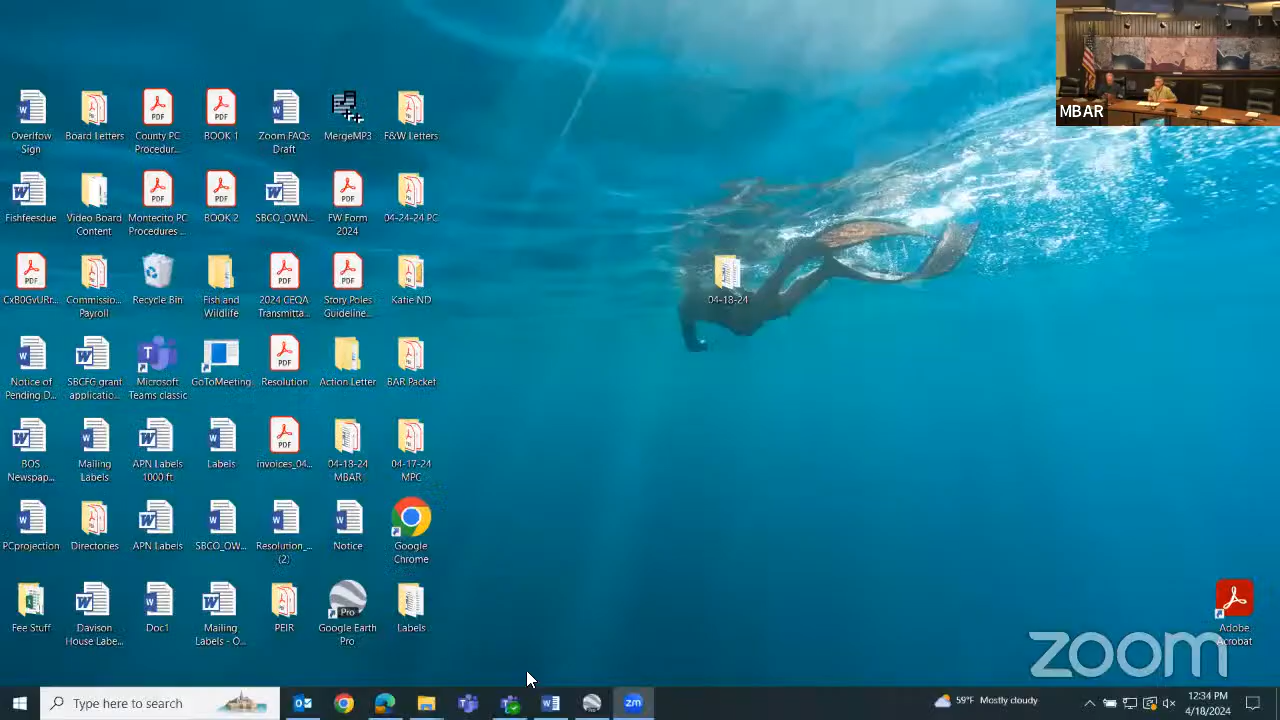 MBAR
Overlfow Sign
Board Letters
County PC Procedur...
BOOK 1
Zoom FAQs Draft
MergeMP3
F&W Letters
Fishfeesdue
Video Board Content
Montecito PC Procedures ...
BOOK 2
SBCO_OWN...
FW Form 2024
04-24-24 PC
CxB0GvURr...
Commissio... Payroll
Recycle Bin
Fish and Wildlife
2024 CEQA Transmitta...
Story Poles Guideline...
Katie ND
04-18-24
Notice of Pending D...
SBCFG grant applicatio...
Microsoft Teams classic
GoToMeeting
Resolution
Action Letter
BAR Packet
BOS Newspap...
Mailing Labels
APN Labels 1000 ft
Labels
invoices_04...
04-18-24 MBAR
04-17-24 MPC
PCprojection
Directories
APN Labels
SBCO_OW...
Resolution_... (2)
Notice
Google Chrome
Fee Stuff
Davison House Labe...
Doc1
Mailing Labels - O...
PEIR
Google Earth Pro
Labels
Adobe Acrobat
zoom
Type here to search
59°F Mostly cloudy
12:34 PM
4/18/2024